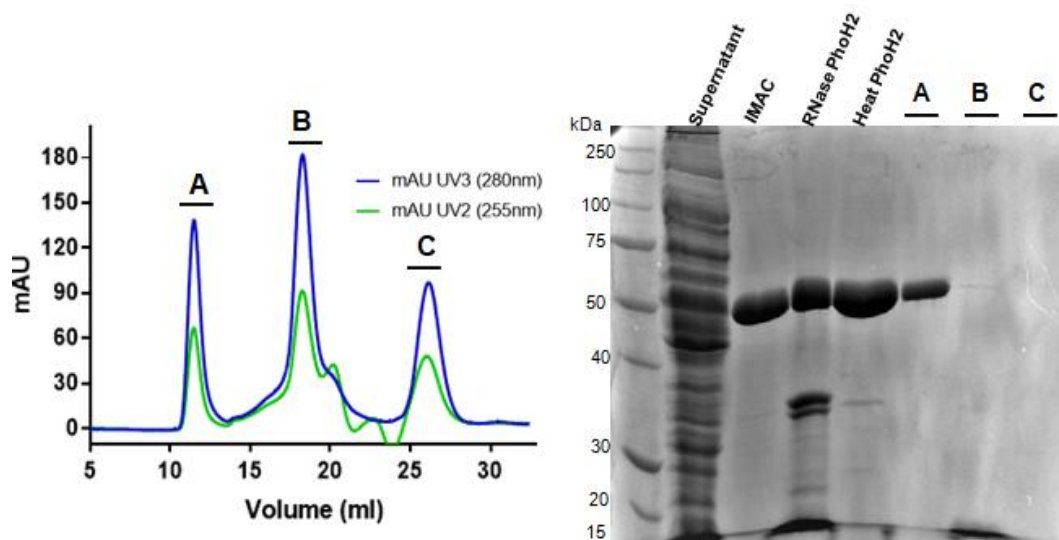 A
B
C
mAU UV3 (280nm)
mAU UV2 (255nm)
mAU
180
150
120
90
60
30
0
5 10 15 20 25 30
Volume (ml)
Supernatant
IMAC
RNase PhoH2
Heat PhoH2
A
B
C
kDa
250
100
75
50
40
30
20
15